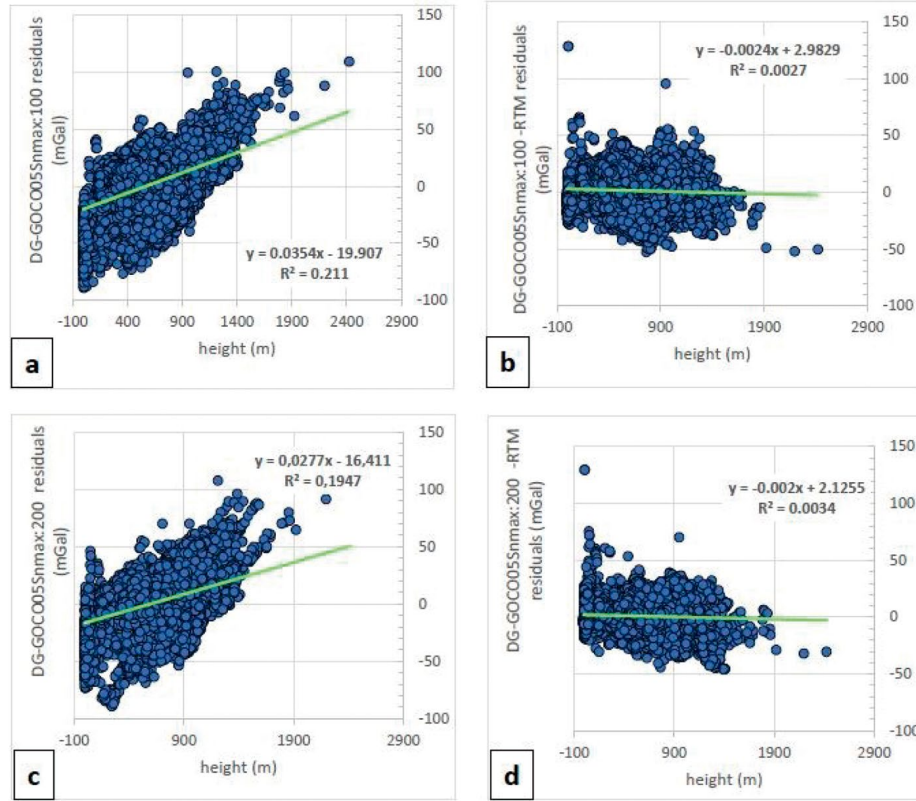 DG-GOCO05Snmax:100 residuals
(mGal)
150
100
50
0
-50
-100
y = 0.0354x - 19.907
R² = 0.211
-100 400 900 1400 1900 2400 2900
height (m)
a
DG-GOCO05Snmax:100 -RTM residuals
(mGal)
150
100
50
0
-50
-100
y = -0.0024x + 2.9829
R² = 0.0027
-100 900 1900 2900
height (m)
b
DG-GOCO05Snmax:200 residuals
(mGal)
150
100
50
0
-50
-100
y = 0,0277x - 16,411
R² = 0,1947
-100 900 1900 2900
height (m)
c
DG-GOCO05Snmax:200 -RTM
residuals (mGal)
150
100
50
0
-50
-100
y = -0.002x + 2.1255
R² = 0.0034
-100 900 1900 2900
height (m)
d